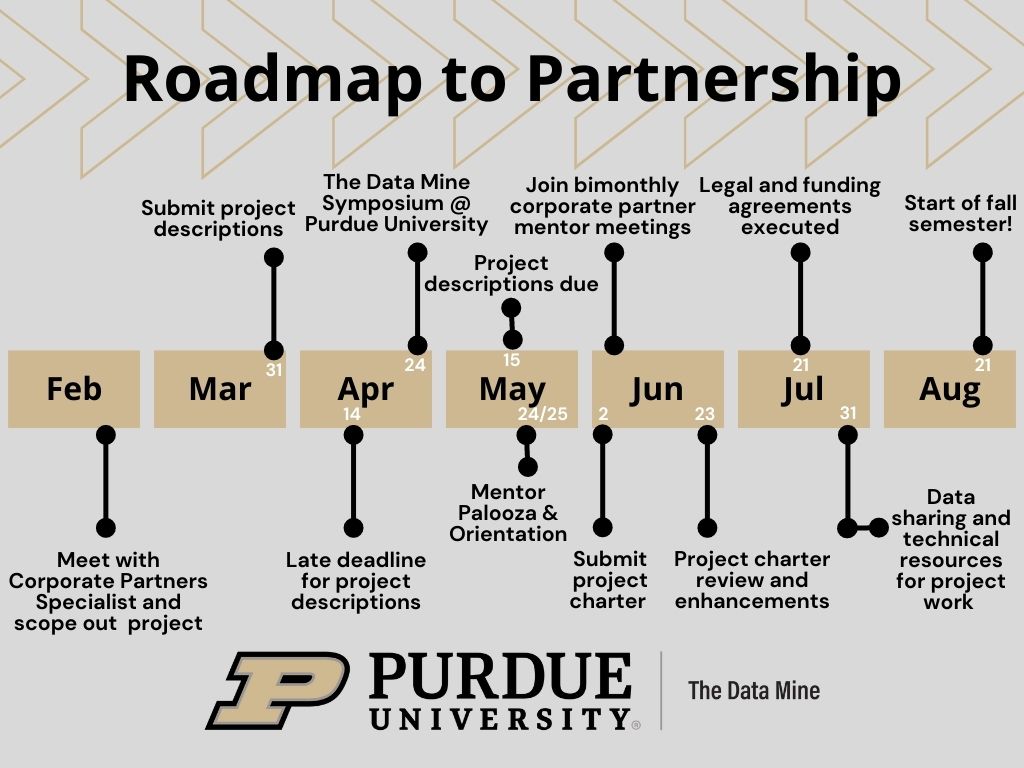 Roadmap to Partnership
The Data Mine
Symposium @
Purdue University
Submit project
descriptions
Join bimonthly
corporate partner
mentor meetings
Legal and funding
agreements
executed
Start of fall
semester!
Project
descriptions due
31
24
15
21
21
Feb
Mar
Apr
May
Jun
Jul
Aug
14
24/25
2
23
31
Meet with
Corporate Partners
Specialist and
scope out  project
Late deadline
for project
descriptions
Mentor
Palooza &
Orientation
Submit
project
charter
Project charter
review and
enhancements
Data
sharing and
technical
resources
for project
work
P
PURDUE
UNIVERSITY®
The Data Mine